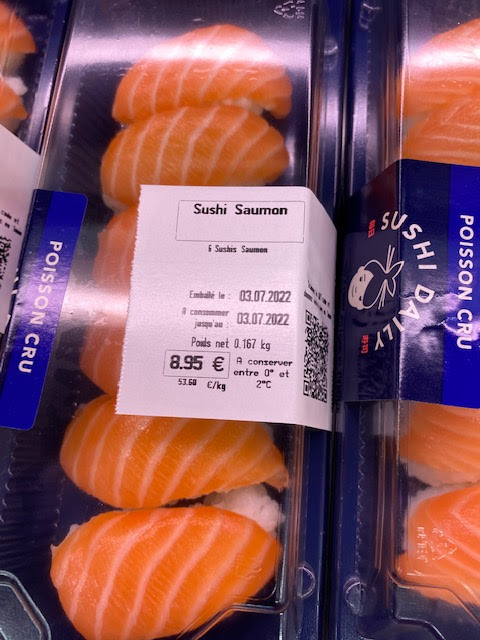 Sushi Saumon
6 Sushis Saumon
Emballé le : 03.07.2022
A consommer
jusqu'au : 03.07.2022
Poids net 0.167 kg
8.95 €
53.60 €/kg
A conserver
entre 0° et
2°C
POISSON CRU
SUSHI DAILY
POISSON CRU